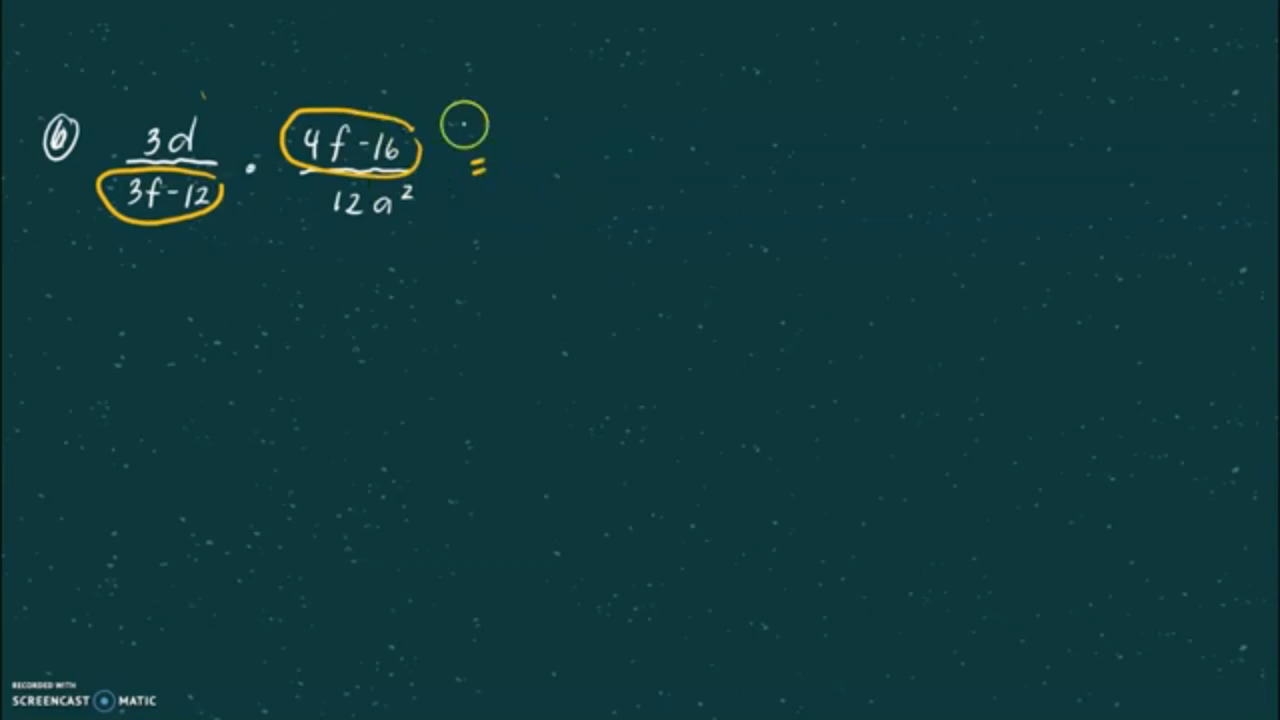 ⑥ 3d/3f-12 · 4f-16/12a² =
RECORDED WITH
SCREENCAST MATIC